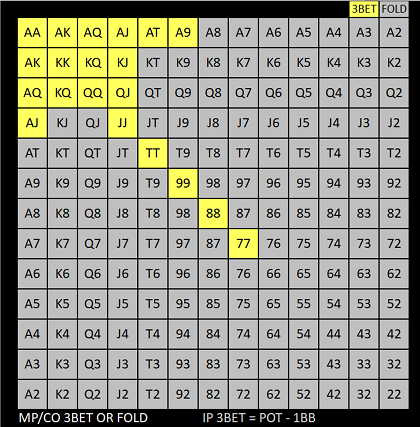 3BET FOLD
AA AK AQ AJ AT A9 A8 A7 A6 A5 A4 A3 A2
AK KK KQ KJ KT K9 K8 K7 K6 K5 K4 K3 K2
AQ KQ QQ QJ QT Q9 Q8 Q7 Q6 Q5 Q4 Q3 Q2
AJ KJ QJ JJ JT J9 J8 J7 J6 J5 J4 J3 J2
AT KT QT JT TT T9 T8 T7 T6 T5 T4 T3 T2
A9 K9 Q9 J9 T9 99 98 97 96 95 94 93 92
A8 K8 Q8 J8 T8 98 88 87 86 85 84 83 82
A7 K7 Q7 J7 T7 97 87 77 76 75 74 73 72
A6 K6 Q6 J6 T6 96 86 76 66 65 64 63 62
A5 K5 Q5 J5 T5 95 85 75 65 55 54 53 52
A4 K4 Q4 J4 T4 94 84 74 64 54 44 43 42
A3 K3 Q3 J3 T3 93 83 73 63 53 43 33 32
A2 K2 Q2 J2 T2 92 82 72 62 52 42 32 22
MP/CO 3BET OR FOLD IP 3BET = POT - 1BB